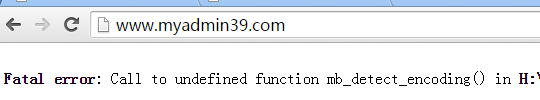 www.myadmin39.com
Fatal error: Call to undefined function mb_detect_encoding() in H:\